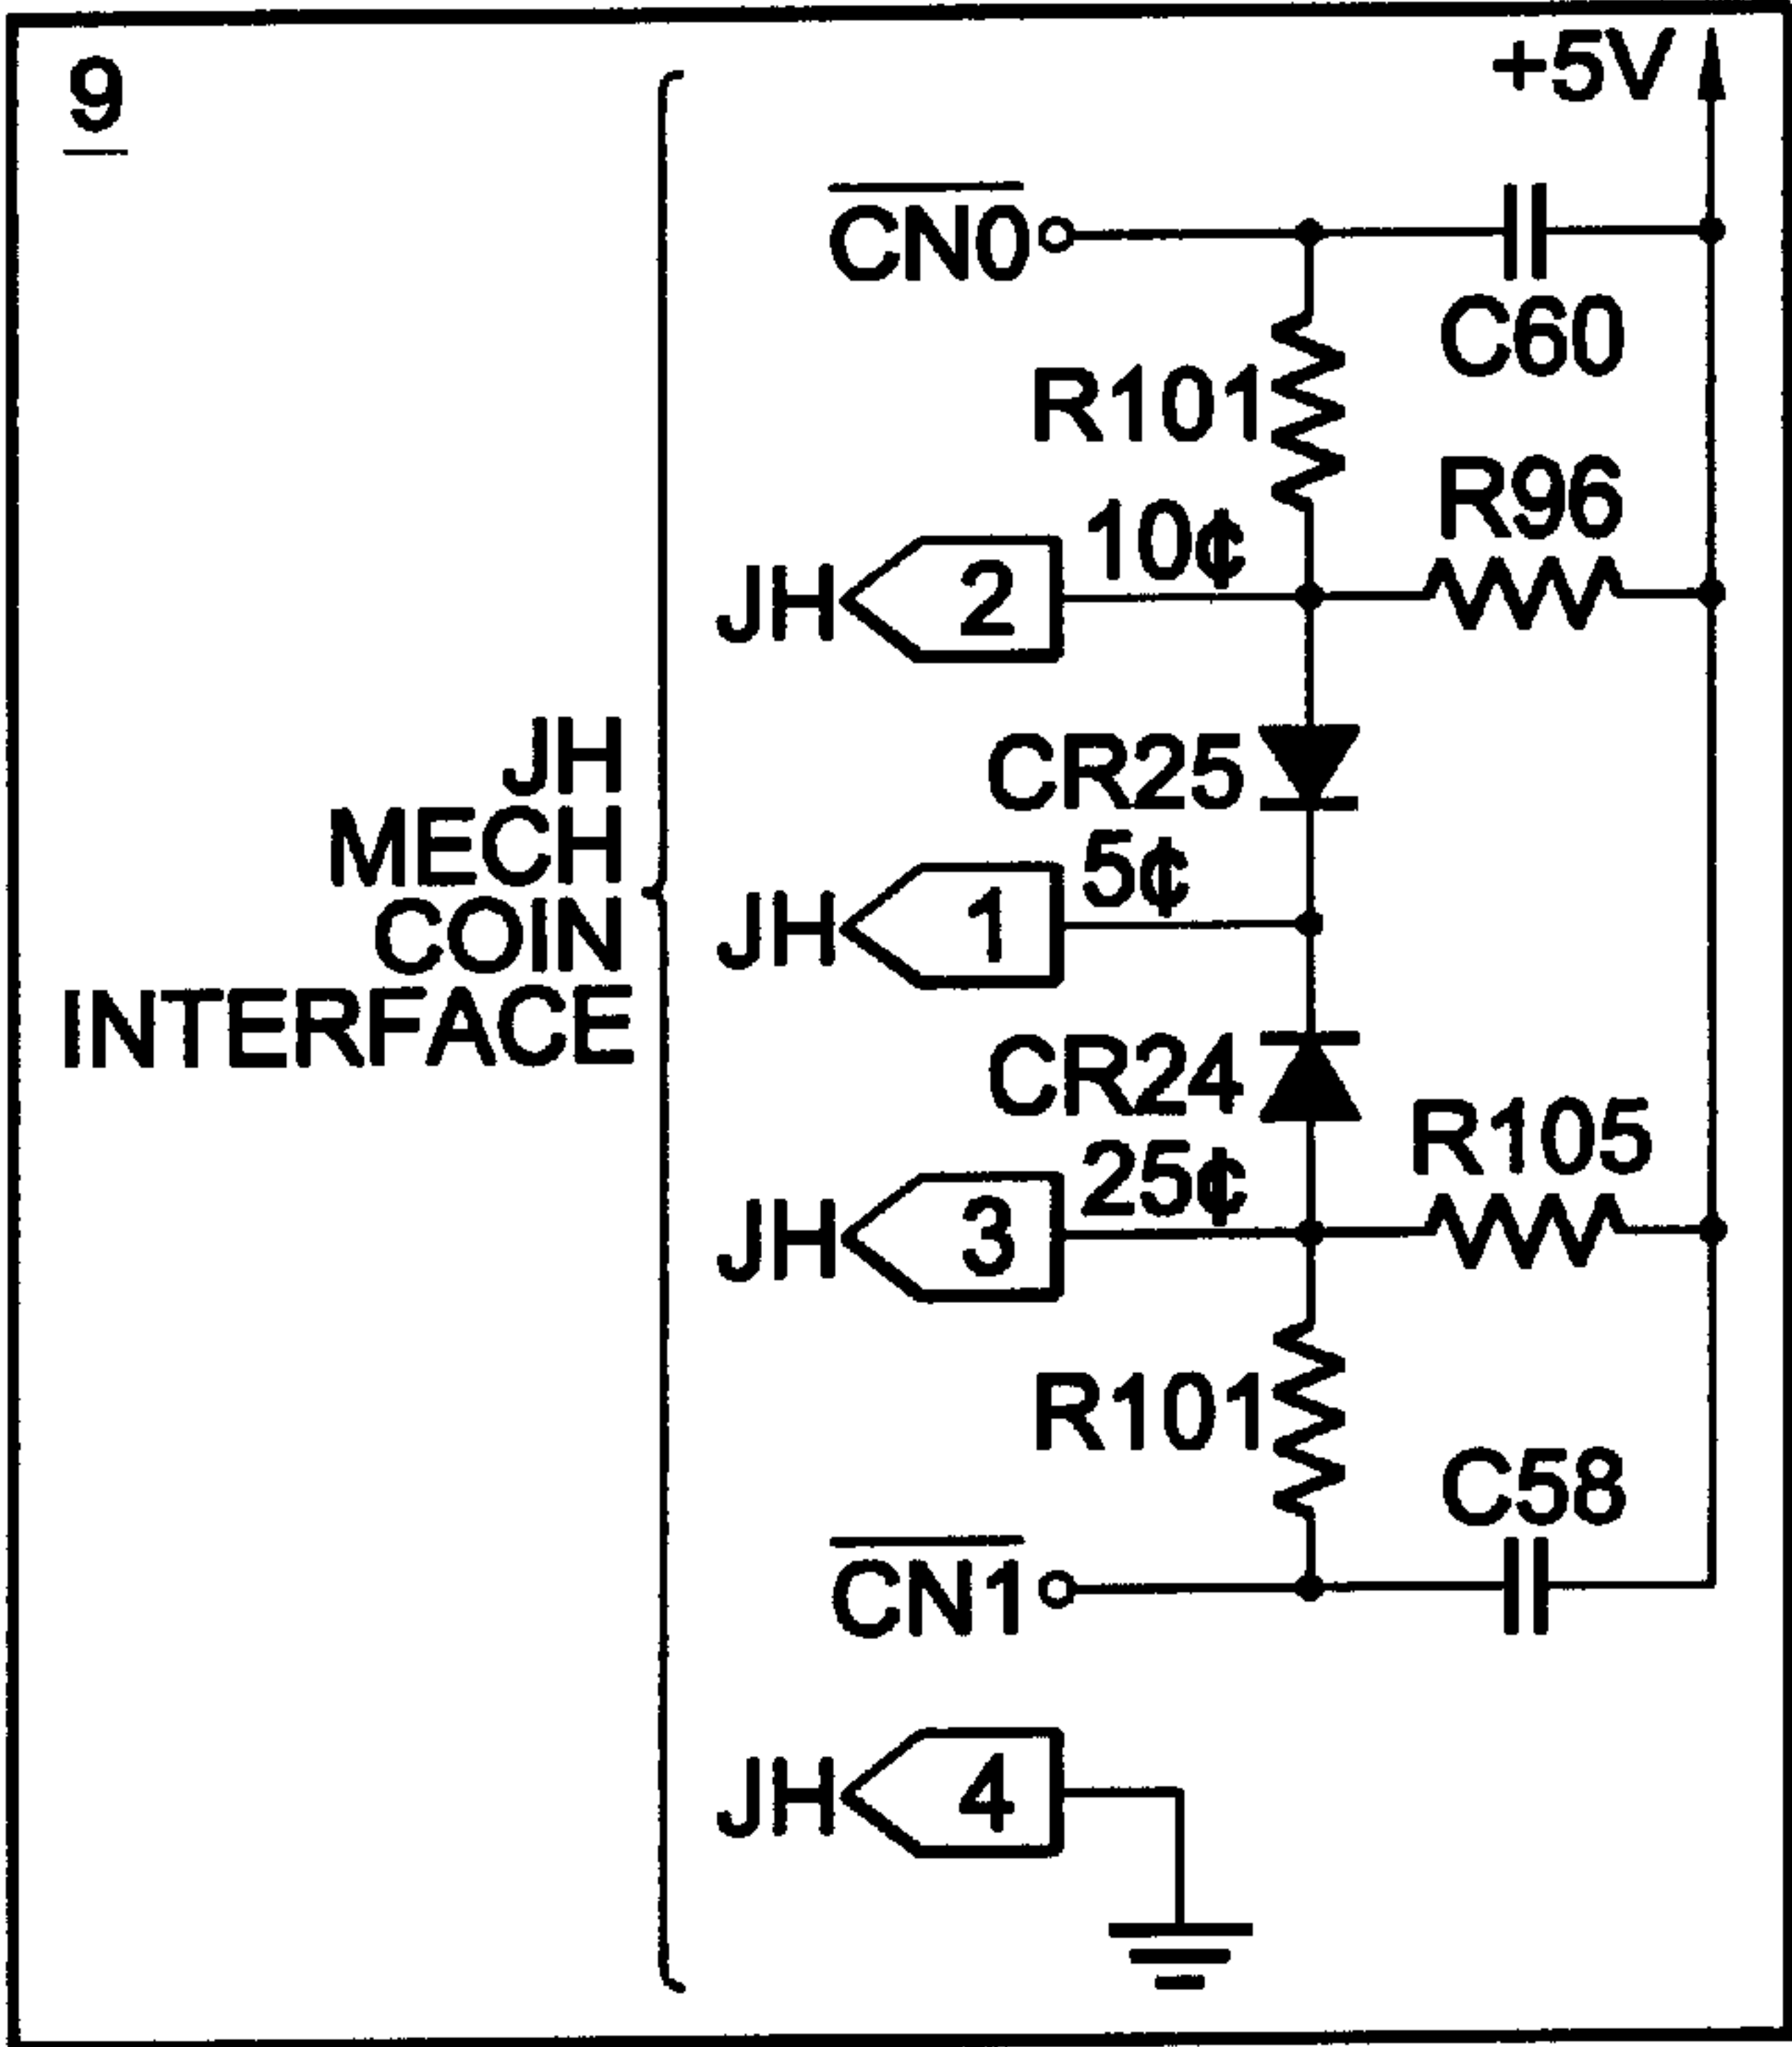 9
+5V
CN0
C60
R101
R96
10¢
JH 2
CR25
JH
MECH
COIN
INTERFACE
5¢
JH 1
CR24
R105
25¢
JH 3
R101
C58
CN1
JH 4